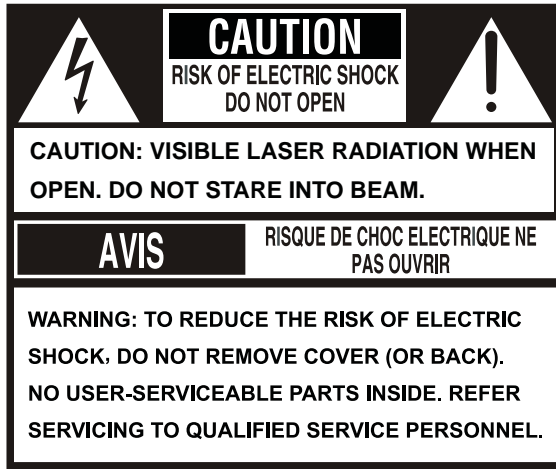 CAUTION
RISK OF ELECTRIC SHOCK
DO NOT OPEN
CAUTION: VISIBLE LASER RADIATION WHEN
OPEN. DO NOT STARE INTO BEAM.
AVIS
RISQUE DE CHOC ELECTRIQUE NE
PAS OUVRIR
WARNING: TO REDUCE THE RISK OF ELECTRIC
SHOCK, DO NOT REMOVE COVER (OR BACK).
NO USER-SERVICEABLE PARTS INSIDE. REFER
SERVICING TO QUALIFIED SERVICE PERSONNEL.